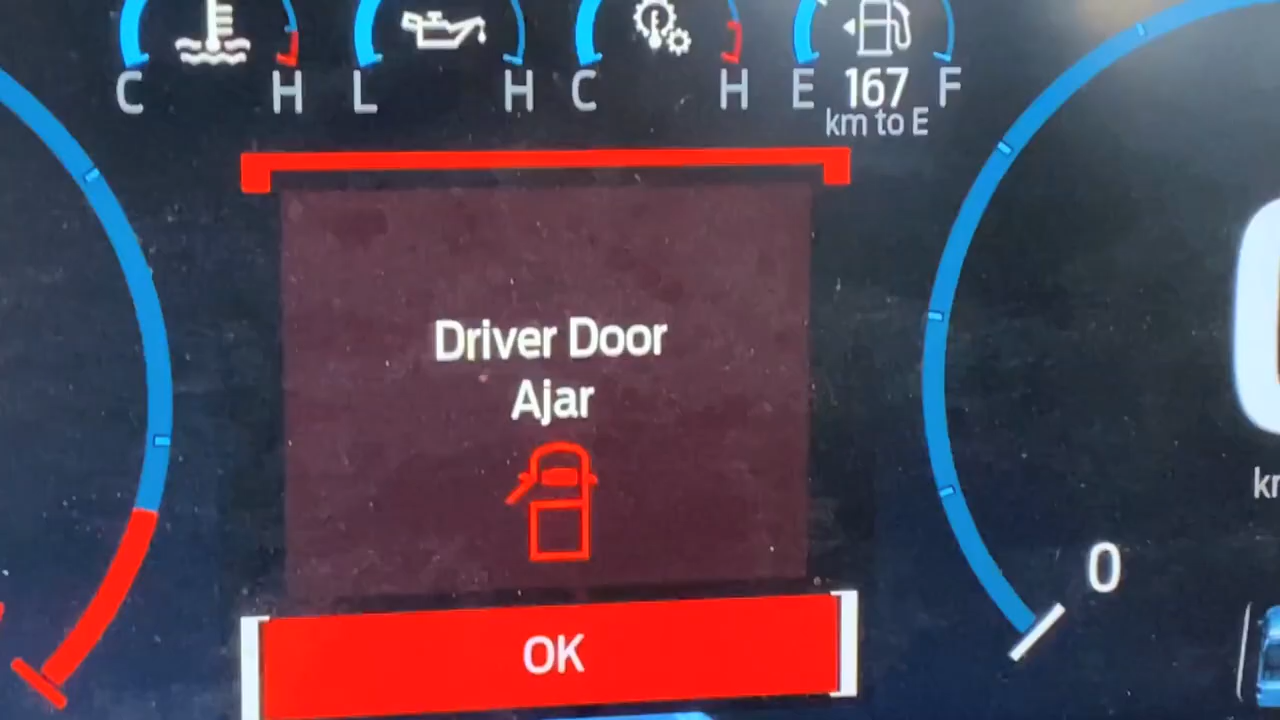 C H L H C H E 167 F
km to E
Driver Door
Ajar
0
OK